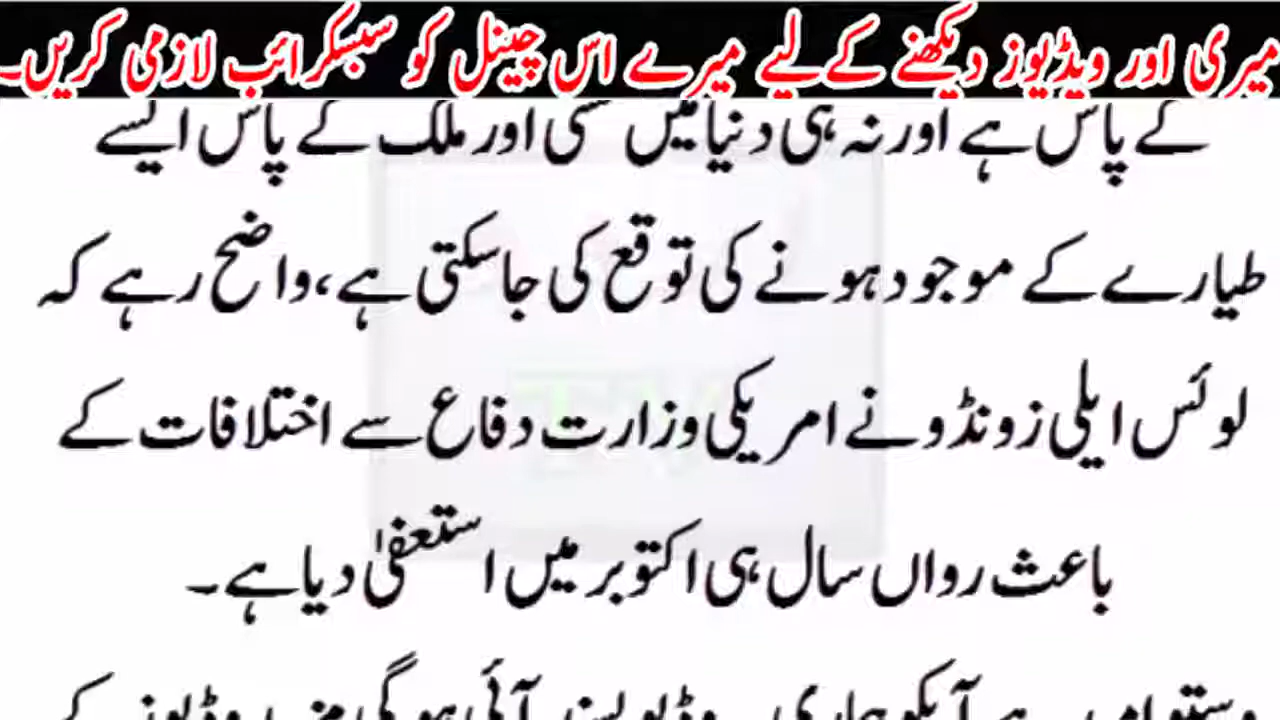 میری اور ویڈیوز دیکھنے کے لیے میرے اس چینل کو سبسکرائب لازمی کریں۔
کے پاس ہے اور نہ ہی دنیا میں کسی اور ملک کے پاس ایسے
طیارے کے موجود ہونے کی توقع کی جاسکتی ہے، واضح رہے کہ
لوئس ایلی زونڈو نے امریکی وزارت دفاع سے اختلافات کے
باعث رواں سال ہی اکتوبر میں استعفیٰ دیا ہے۔